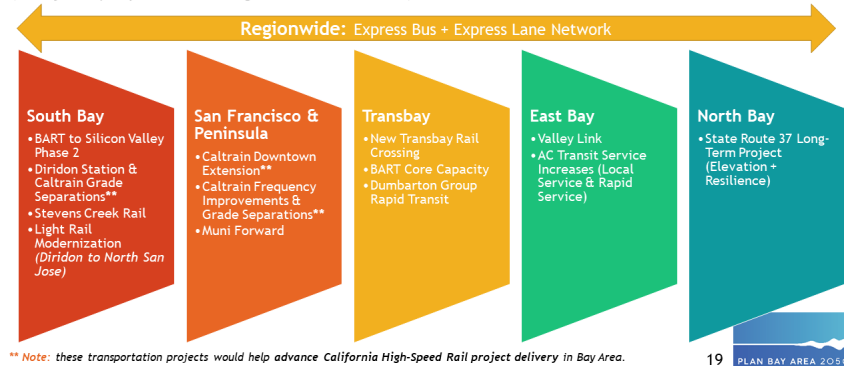 Regionwide: Express Bus + Express Lane Network
South Bay
•BART to Silicon Valley
Phase 2
•Diridon Station &
Caltrain Grade
Separations**
•Stevens Creek Rail
•Light Rail
Modernization
(Diridon to North San
Jose)
San Francisco &
Peninsula
•Caltrain Downtown
Extension**
•Caltrain Frequency
Improvements &
Grade Separations**
•Muni Forward
Transbay
•New Transbay Rail
Crossing
•BART Core Capacity
•Dumbarton Group
Rapid Transit
East Bay
•Valley Link
•AC Transit Service
Increases (Local
Service & Rapid
Service)
North Bay
•State Route 37 Long-
Term Project
(Elevation +
Resilience)
** Note: these transportation projects would help advance California High-Speed Rail project delivery in Bay Area.
19
PLAN BAY AREA 2050